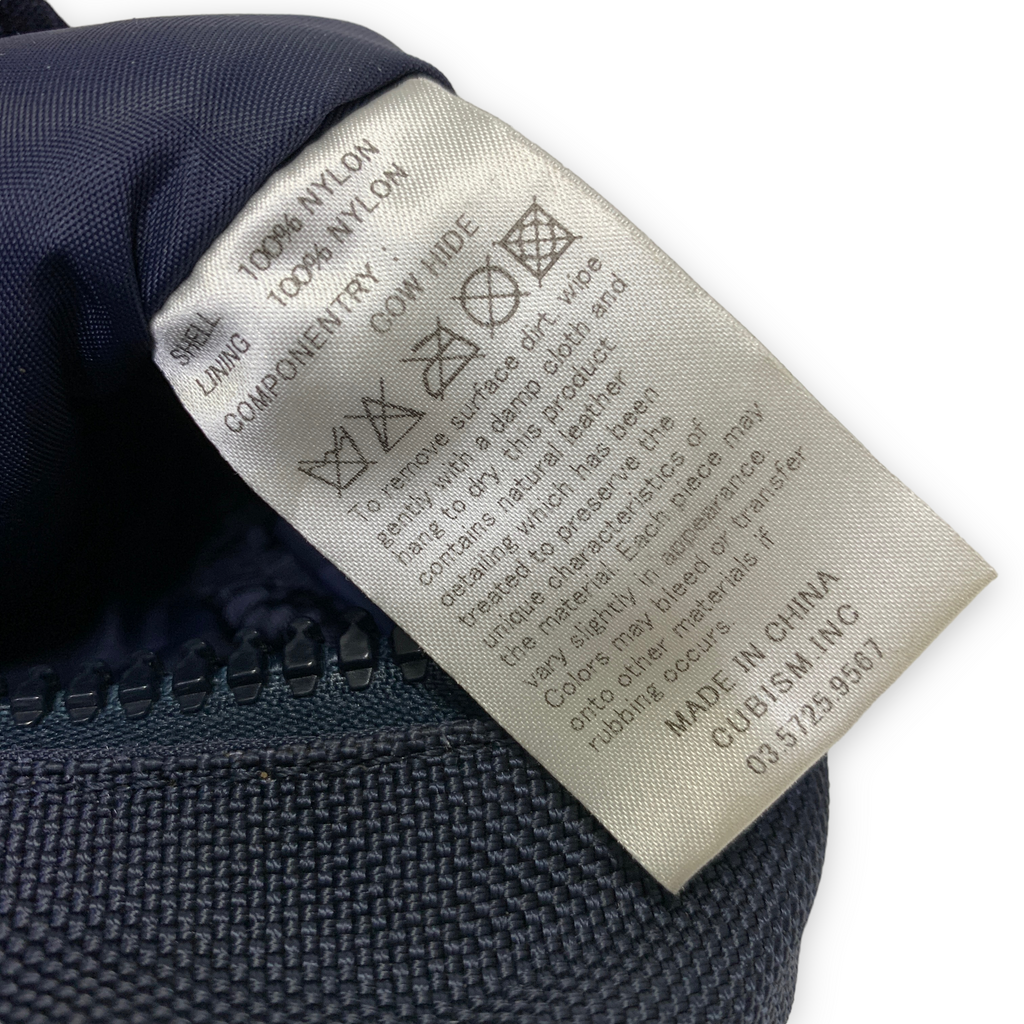 SHELL 100% NYLON
LINING 100% NYLON
COMPONENTRY :
COW HIDE
To remove surface dirt, wipe
gently with a damp cloth and
hang to dry, this product
contains natural leather
detailing which has been
treated to preserve the
unique characteristics of
the material. Each piece may
vary slightly in appearance.
Colors may bleed or transfer
onto other materials if
rubbing occurs.
MADE IN CHINA
CUBISM.INC
03.5725.9567